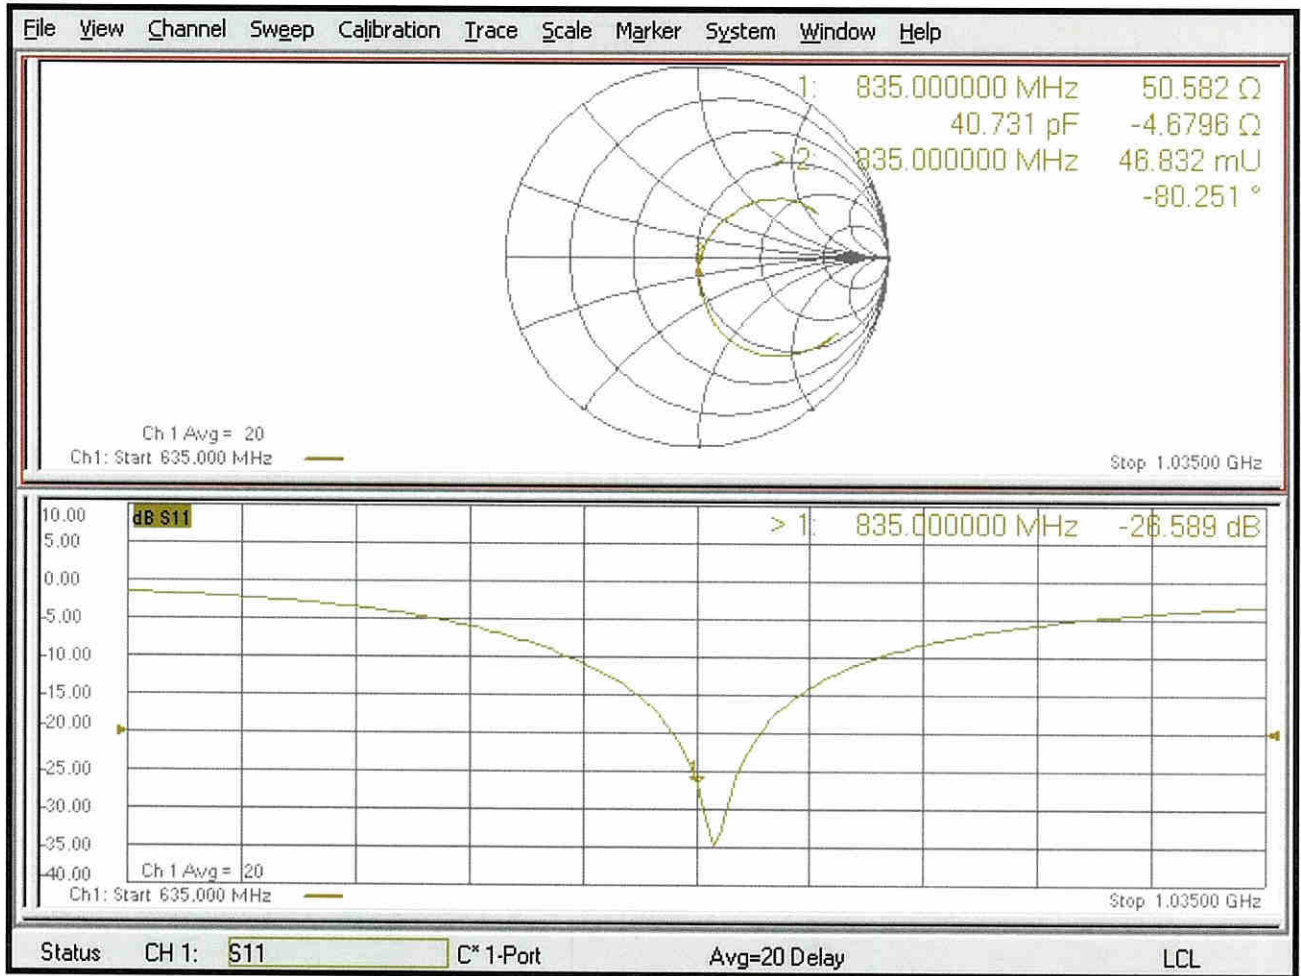 File View Channel Sweep Calibration Trace Scale Marker System Window Help
1: 835.000000 MHz 50.582 Ω
40.731 pF -4.6796 Ω
> 2: 835.000000 MHz 46.832 mU
-80.251 °
Ch 1 Avg = 20
Ch1: Start 635.000 MHz
Stop 1.03500 GHz
10.00
dB S11
> 1: 835.000000 MHz -26.589 dB
5.00
0.00
-5.00
-10.00
-15.00
-20.00
-25.00
1
-30.00
-35.00
-40.00
Ch 1 Avg = 20
Ch1: Start 635.000 MHz
Stop 1.03500 GHz
Status CH 1: S11 C* 1-Port Avg=20 Delay LCL